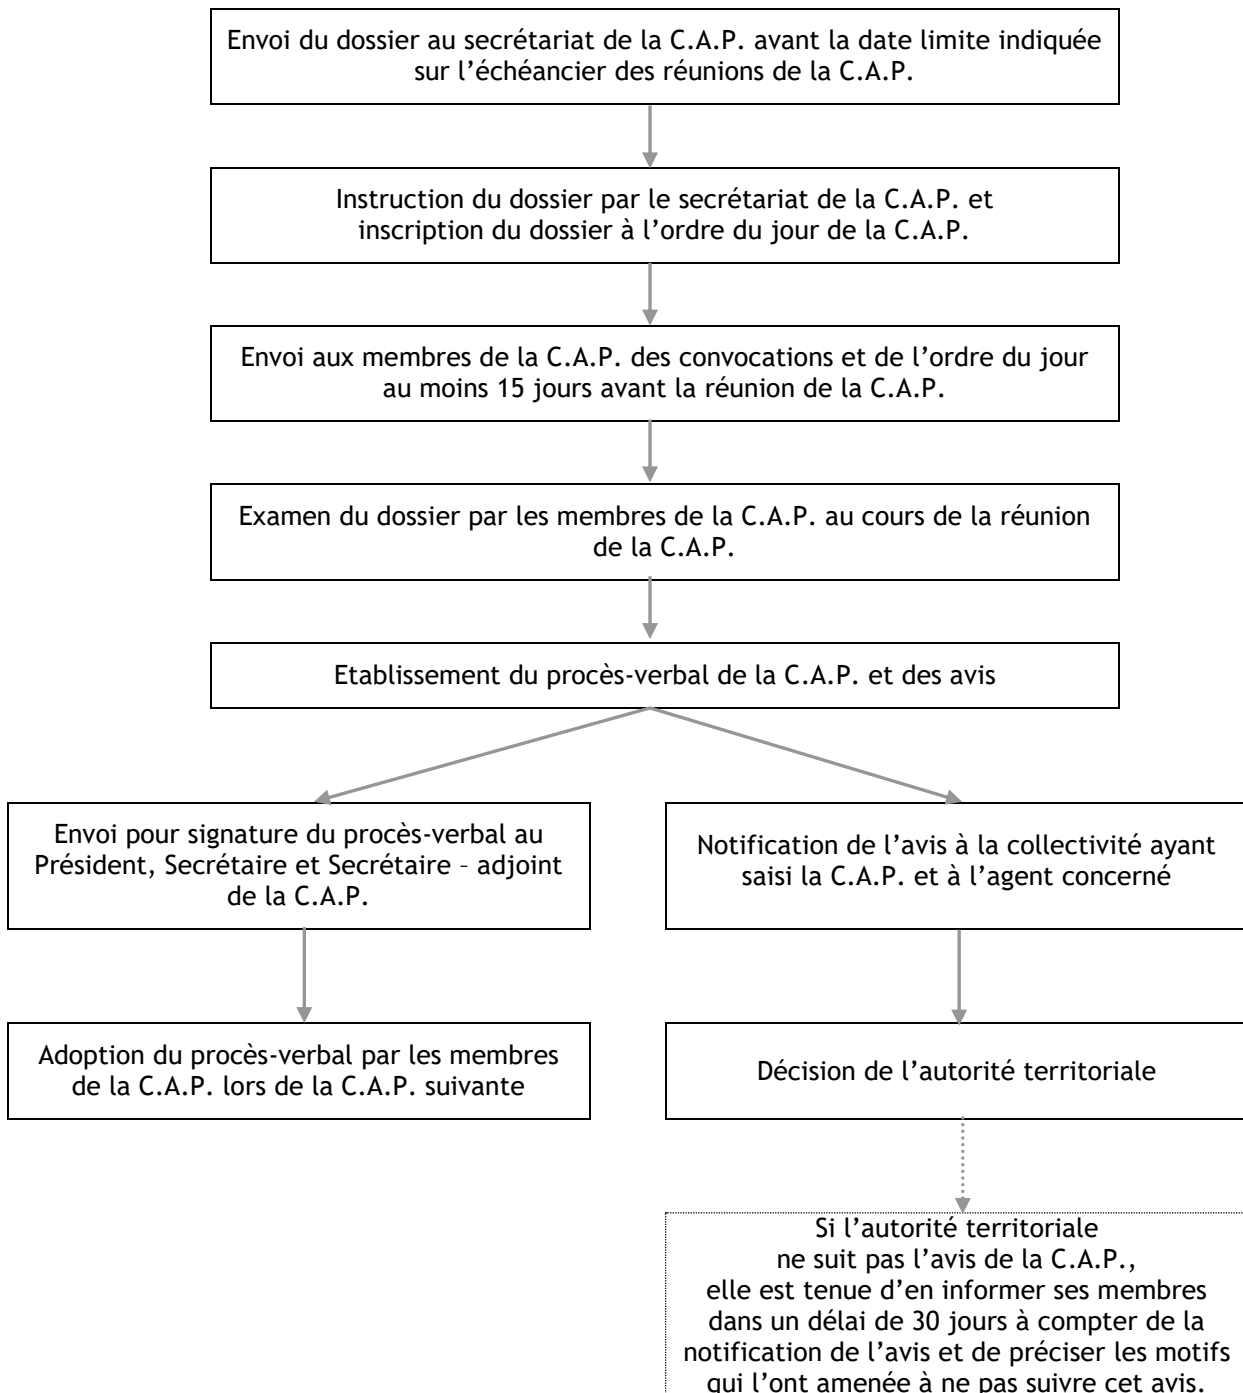 Envoi du dossier au secrétariat de la C.A.P. avant la date limite indiquée
sur l’échéancier des réunions de la C.A.P.
Instruction du dossier par le secrétariat de la C.A.P. et
inscription du dossier à l’ordre du jour de la C.A.P.
Envoi aux membres de la C.A.P. des convocations et de l’ordre du jour
au moins 15 jours avant la réunion de la C.A.P.
Examen du dossier par les membres de la C.A.P. au cours de la réunion
de la C.A.P.
Etablissement du procès-verbal de la C.A.P. et des avis
Envoi pour signature du procès-verbal au
Président, Secrétaire et Secrétaire – adjoint
de la C.A.P.
Notification de l’avis à la collectivité ayant
saisi la C.A.P. et à l’agent concerné
Adoption du procès-verbal par les membres
de la C.A.P. lors de la C.A.P. suivante
Décision de l’autorité territoriale
Si l’autorité territoriale
ne suit pas l’avis de la C.A.P.,
elle est tenue d’en informer ses membres
dans un délai de 30 jours à compter de la
notification de l’avis et de préciser les motifs
qui l’ont amenée à ne pas suivre cet avis.